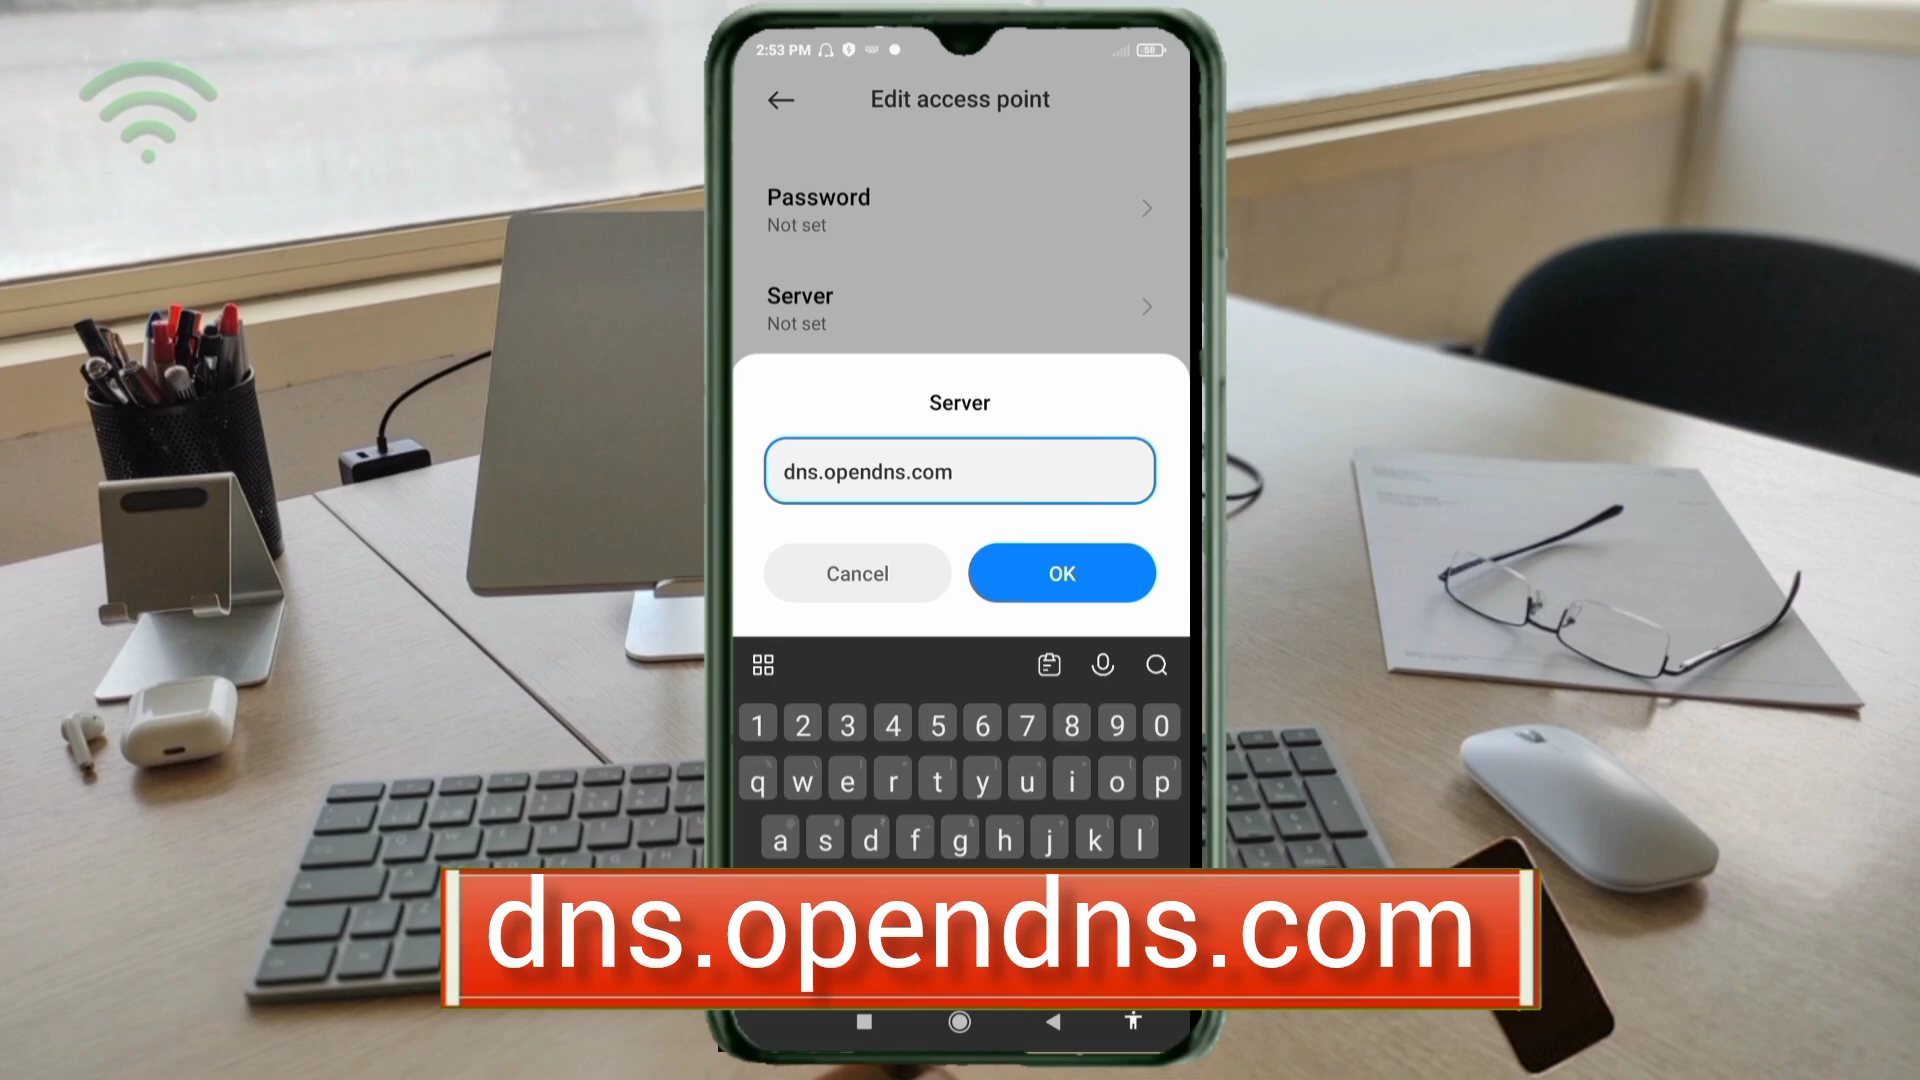 2:53 PM
58
Edit access point
Password
Not set
Server
Not set
Server
dns.opendns.com
Cancel
OK
1 2 3 4 5 6 7 8 9 0
q w e r t y u i o p
a s d f g h j k l
dns.opendns.com